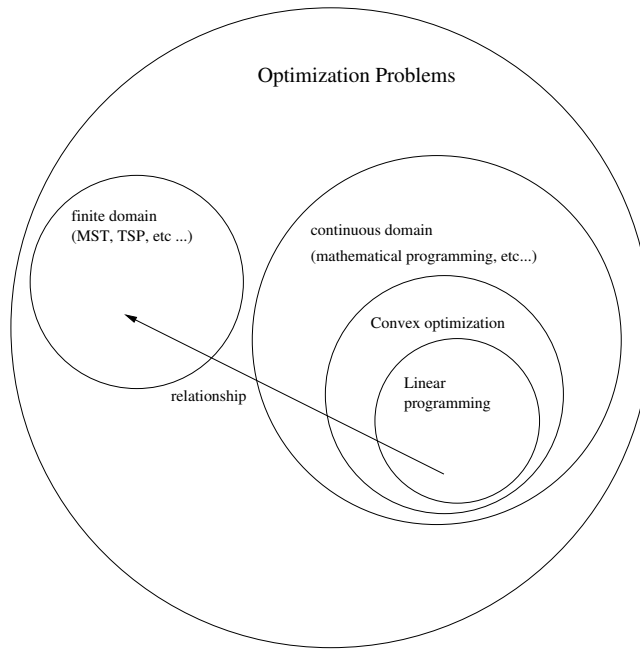 Optimization Problems
finite domain
(MST, TSP, etc ...)
continuous domain
(mathematical programming, etc...)
Convex optimization
Linear
programming
relationship